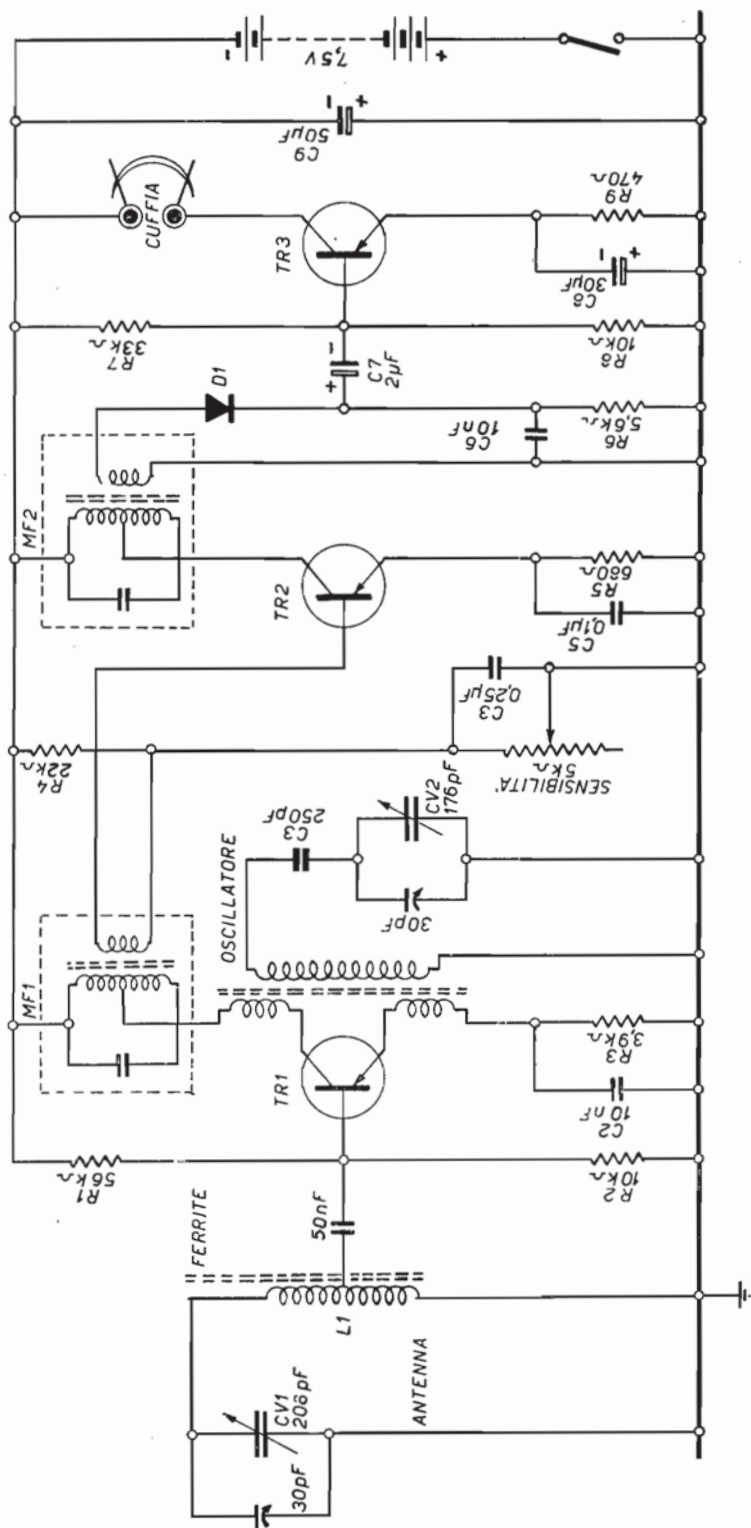 CV1
206pF
30pF
ANTENNA
L1
FERRITE
50nF
R1
56kΩ
R2
10kΩ
TR1
C2
10nF
R3
3,9kΩ
MF1
OSCILLATORE
C3
250pF
CV2
176pF
30pF
R4
22kΩ
C3
0,25µF
5kΩ
SENSIBILITA'
TR2
C5
0,1µF
R5
680Ω
MF2
D1
C6
10nF
R6
5,6kΩ
+ -
C7
2µF
R7
33kΩ
R8
10kΩ
TR3
CUFFIA
-
C8
30µF
+
R9
470Ω
-
C9
50µF
+
-
7,5V
+